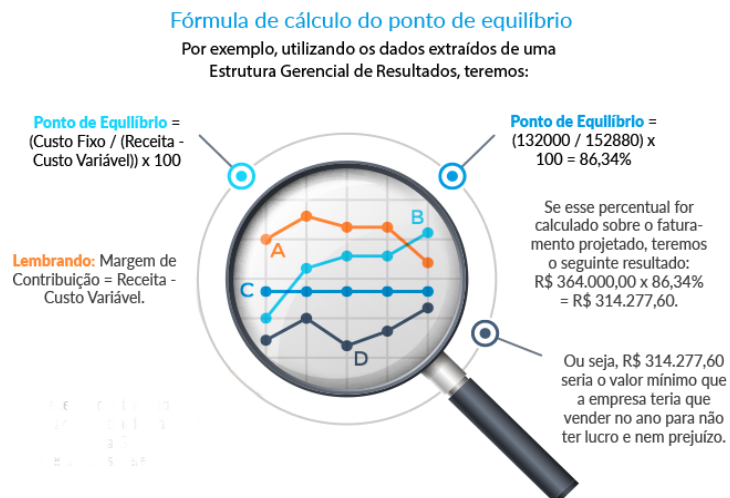 Fórmula de cálculo do ponto de equilíbrio
Por exemplo, utilizando os dados extraídos de uma
Estrutura Gerencial de Resultados, teremos:
Ponto de Equilíbrio =
(Custo Fixo / (Receita -
Custo Variável)) x 100
Ponto de Equilíbrio =
(132000 / 152880) x
100 = 86,34%
Lembrando: Margem de
Contribuição = Receita -
Custo Variável.
A
B
C
D
Se esse percentual for
calculado sobre o fatura-
mento projetado, teremos
o seguinte resultado:
R$ 364.000,00 x 86,34%
= R$ 314.277,60.
Ou seja, R$ 314.277,60
seria o valor mínimo que
a empresa teria que
vender no ano para não
ter lucro e nem prejuízo.